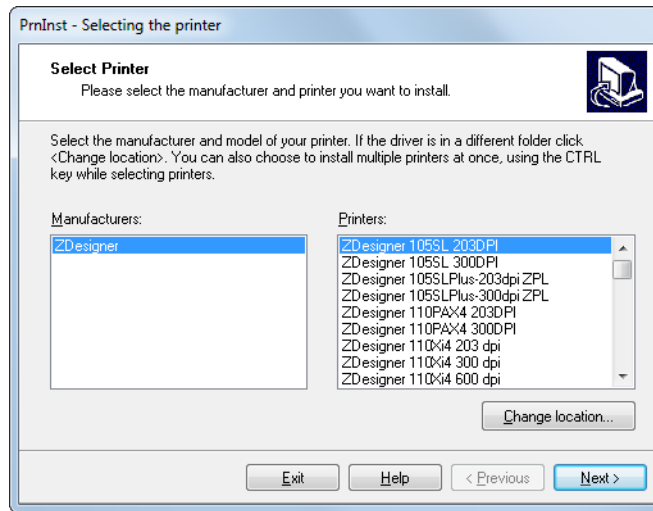 PrnInst - Selecting the printer
Select Printer
Please select the manufacturer and printer you want to install.
Select the manufacturer and model of your printer. If the driver is in a different folder click
<Change location>. You can also choose to install multiple printers at once, using the CTRL
key while selecting printers.
Manufacturers:
ZDesigner
Printers:
ZDesigner 105SL 203DPI
ZDesigner 105SL 300DPI
ZDesigner 105SLPlus-203dpi ZPL
ZDesigner 105SLPlus-300dpi ZPL
ZDesigner 110PAX4 203DPI
ZDesigner 110PAX4 300DPI
ZDesigner 110Xi4 203 dpi
ZDesigner 110Xi4 300 dpi
ZDesigner 110Xi4 600 dpi
Change location...
Exit
Help
< Previous
Next >